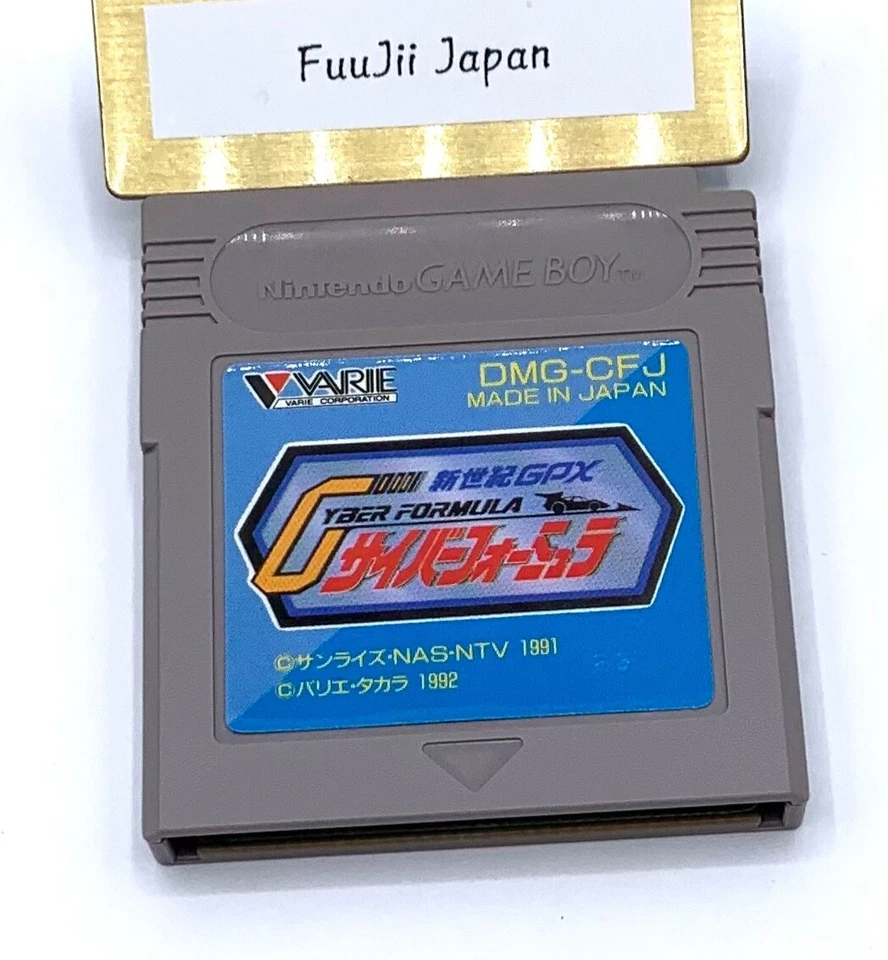 FuuJii Japan
Nintendo GAME BOY TM
VARIE
VARIE CORPORATION
DMG-CFJ
MADE IN JAPAN
新世紀GPX
CYBER FORMULA
サイバーフォーミュラ
©サンライズ・NAS・NTV 1991
©バリエ・タカラ 1992